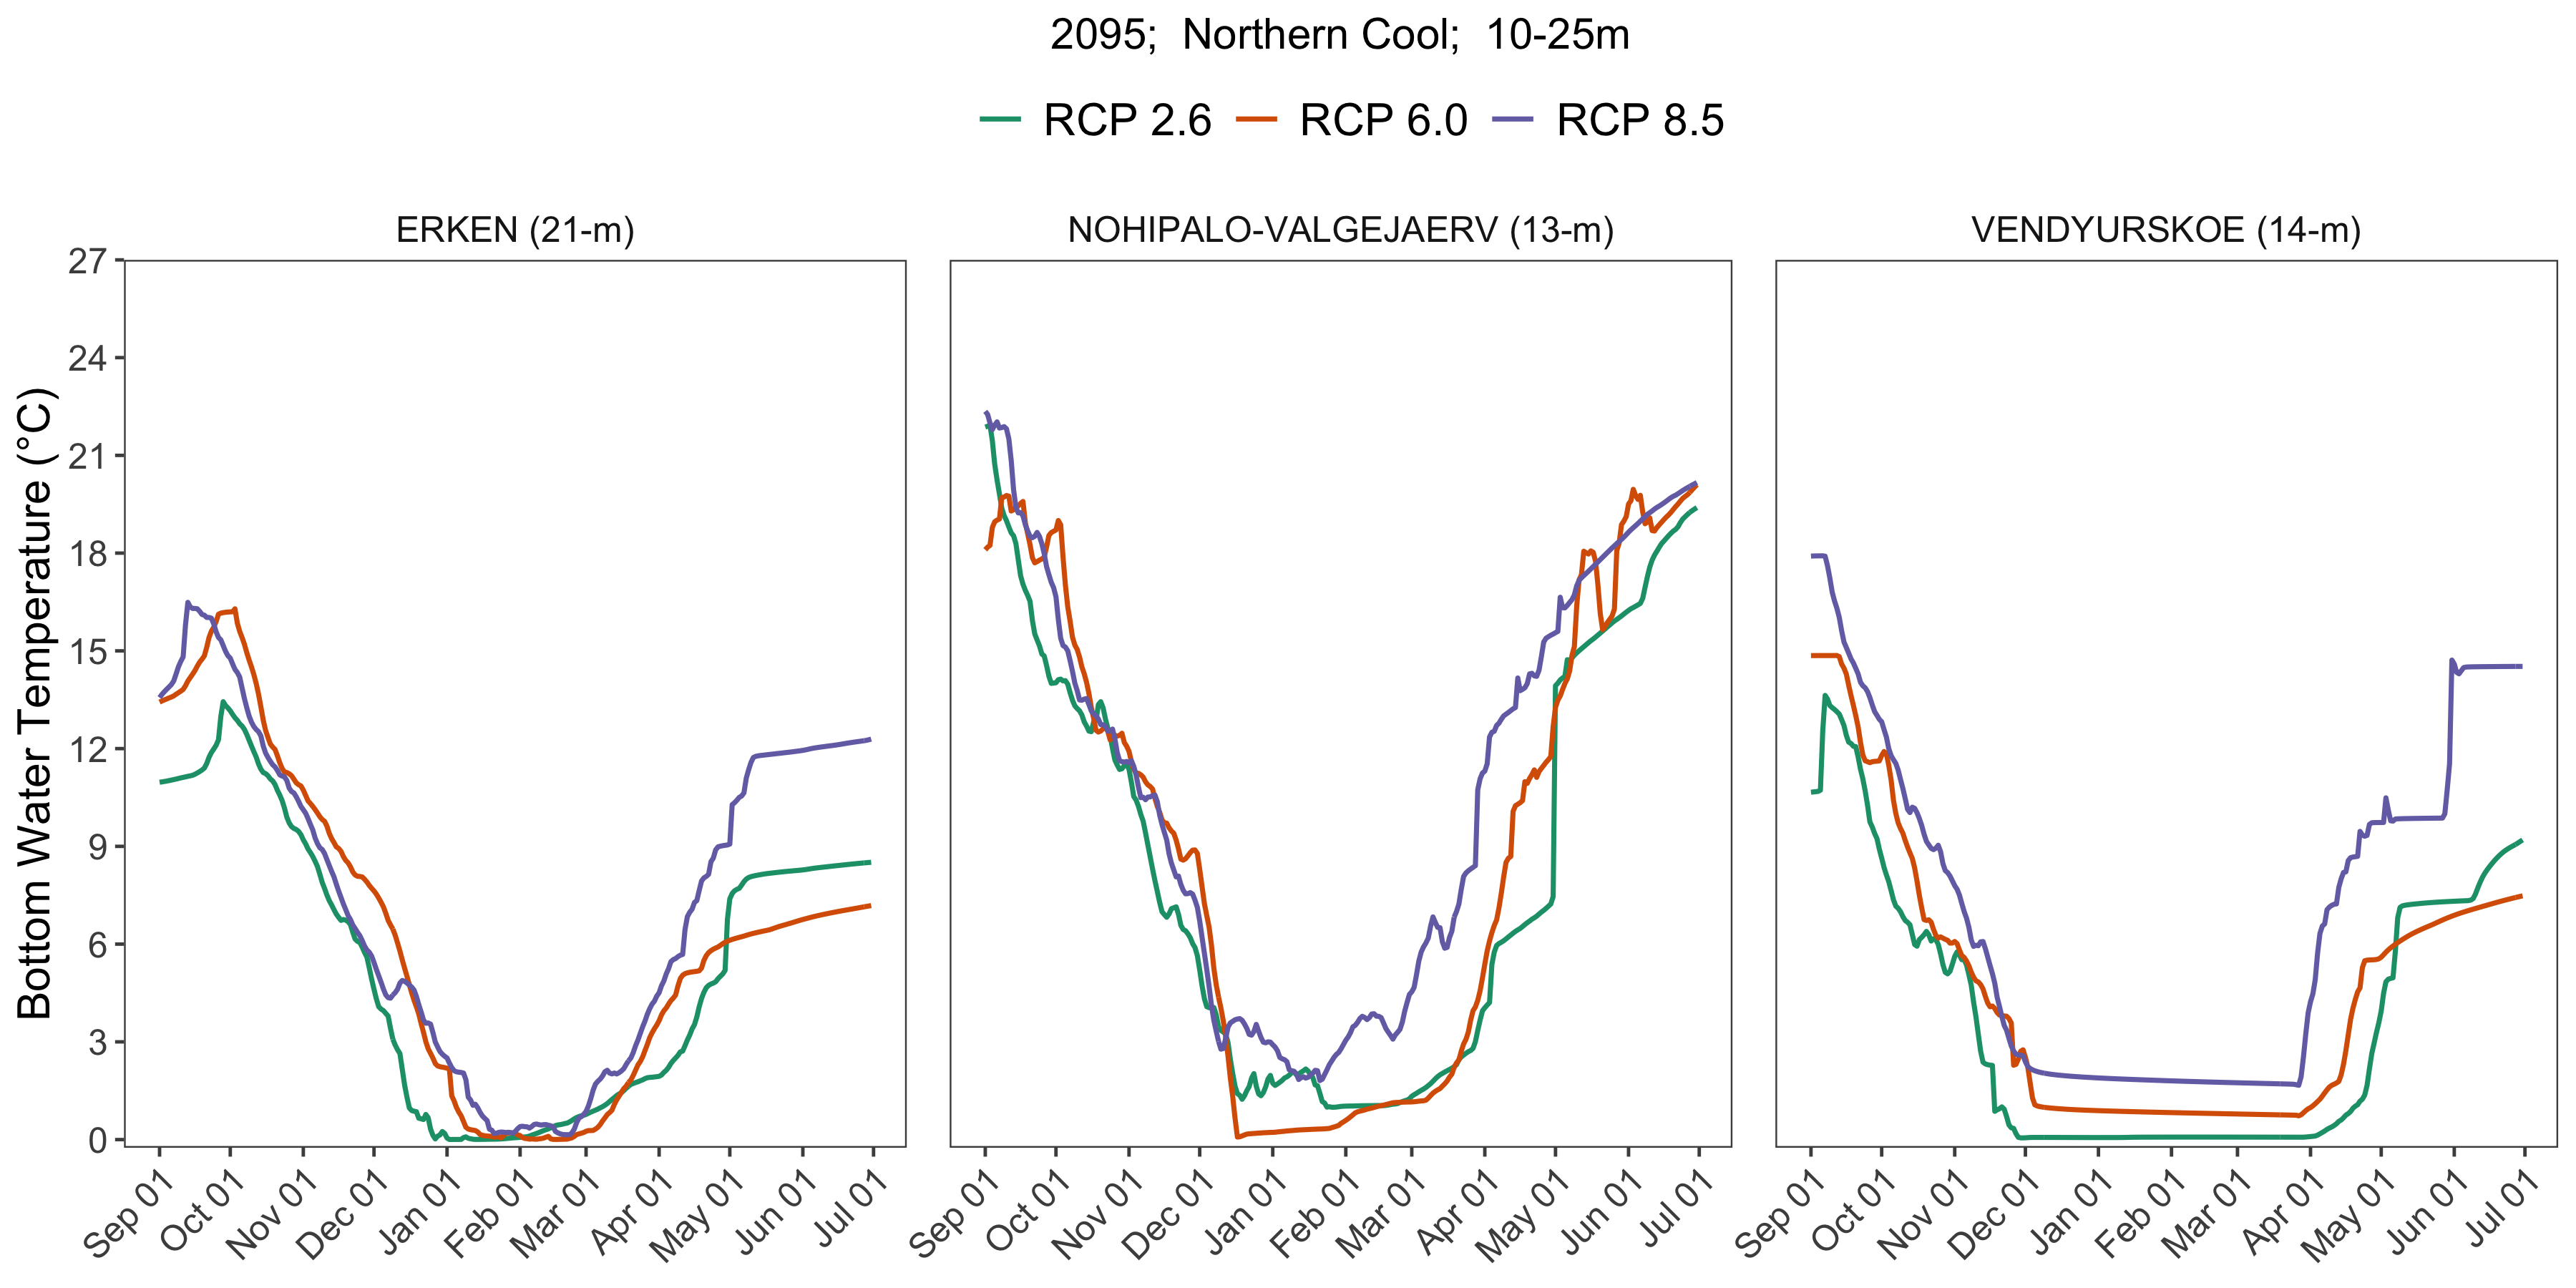 2095;  Northern Cool;  10-25m
RCP 2.6 RCP 6.0 RCP 8.5
ERKEN (21-m) NOHIPALO-VALGEJAERV (13-m) VENDYURSKOE (14-m)
Bottom Water Temperature (°C)
27
24
21
18
15
12
9
6
3
0
Sep 01 Oct 01 Nov 01 Dec 01 Jan 01 Feb 01 Mar 01 Apr 01 May 01 Jun 01 Jul 01
Sep 01 Oct 01 Nov 01 Dec 01 Jan 01 Feb 01 Mar 01 Apr 01 May 01 Jun 01 Jul 01
Sep 01 Oct 01 Nov 01 Dec 01 Jan 01 Feb 01 Mar 01 Apr 01 May 01 Jun 01 Jul 01